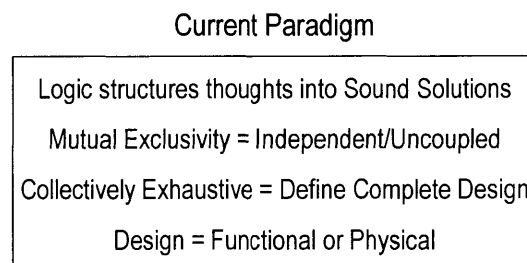 Current Paradigm
Logic structures thoughts into Sound Solutions
Mutual Exclusivity = Independent/Uncoupled
Collectively Exhaustive = Define Complete Design
Design = Functional or Physical